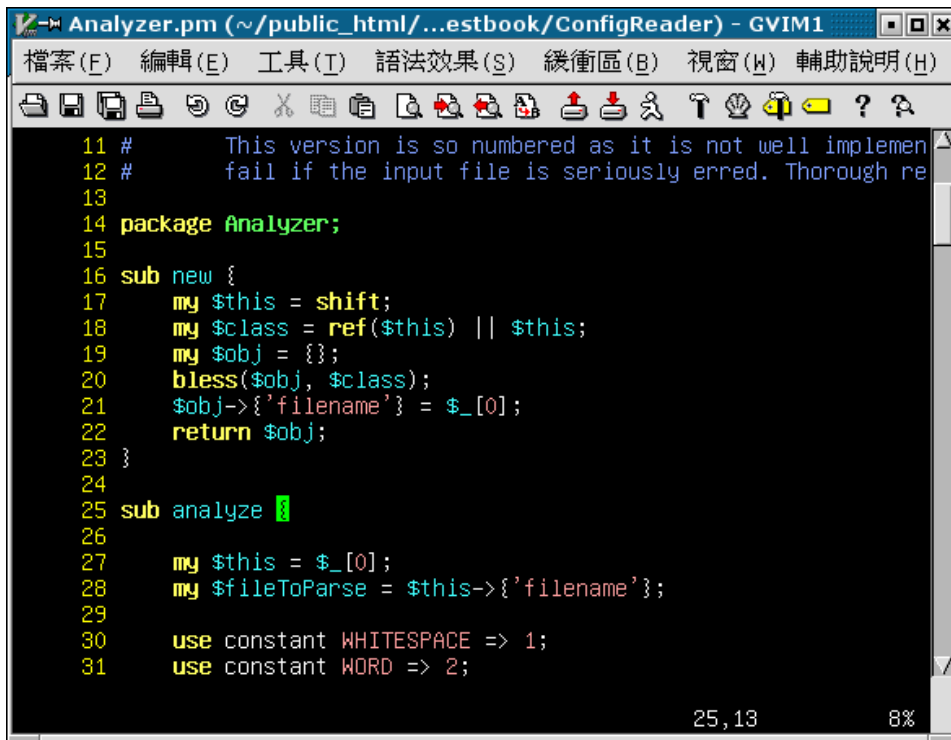 Analyzer.pm (~/public_html/...estbook/ConfigReader) - GVIM1
檔案(F) 編輯(E) 工具(T) 語法效果(S) 緩衝區(B) 視窗(W) 輔助說明(H)
11 #       This version is so numbered as it is not well implemen
12 #       fail if the input file is seriously erred. Thorough re
13
14 package Analyzer;
15
16 sub new {
17     my $this = shift;
18     my $class = ref($this) || $this;
19     my $obj = {};
20     bless($obj, $class);
21     $obj->{'filename'} = $_[0];
22     return $obj;
23 }
24
25 sub analyze {
26
27     my $this = $_[0];
28     my $fileToParse = $this->{'filename'};
29
30     use constant WHITESPACE => 1;
31     use constant WORD => 2;
25,13 8%